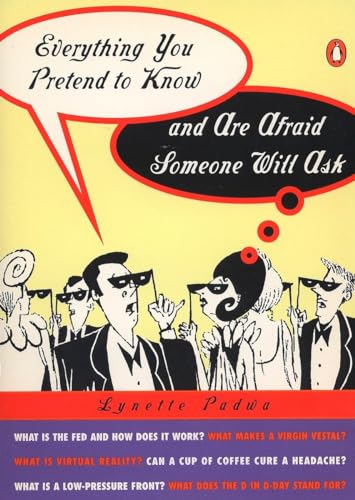 Everything You
Pretend to Know
and Are Afraid
Someone Will Ask
Lynette Padwa
WHAT IS THE FED AND HOW DOES IT WORK? WHAT MAKES A VIRGIN VESTAL?
WHAT IS VIRTUAL REALITY? CAN A CUP OF COFFEE CURE A HEADACHE?
WHAT IS A LOW-PRESSURE FRONT? WHAT DOES THE D IN D-DAY STAND FOR?